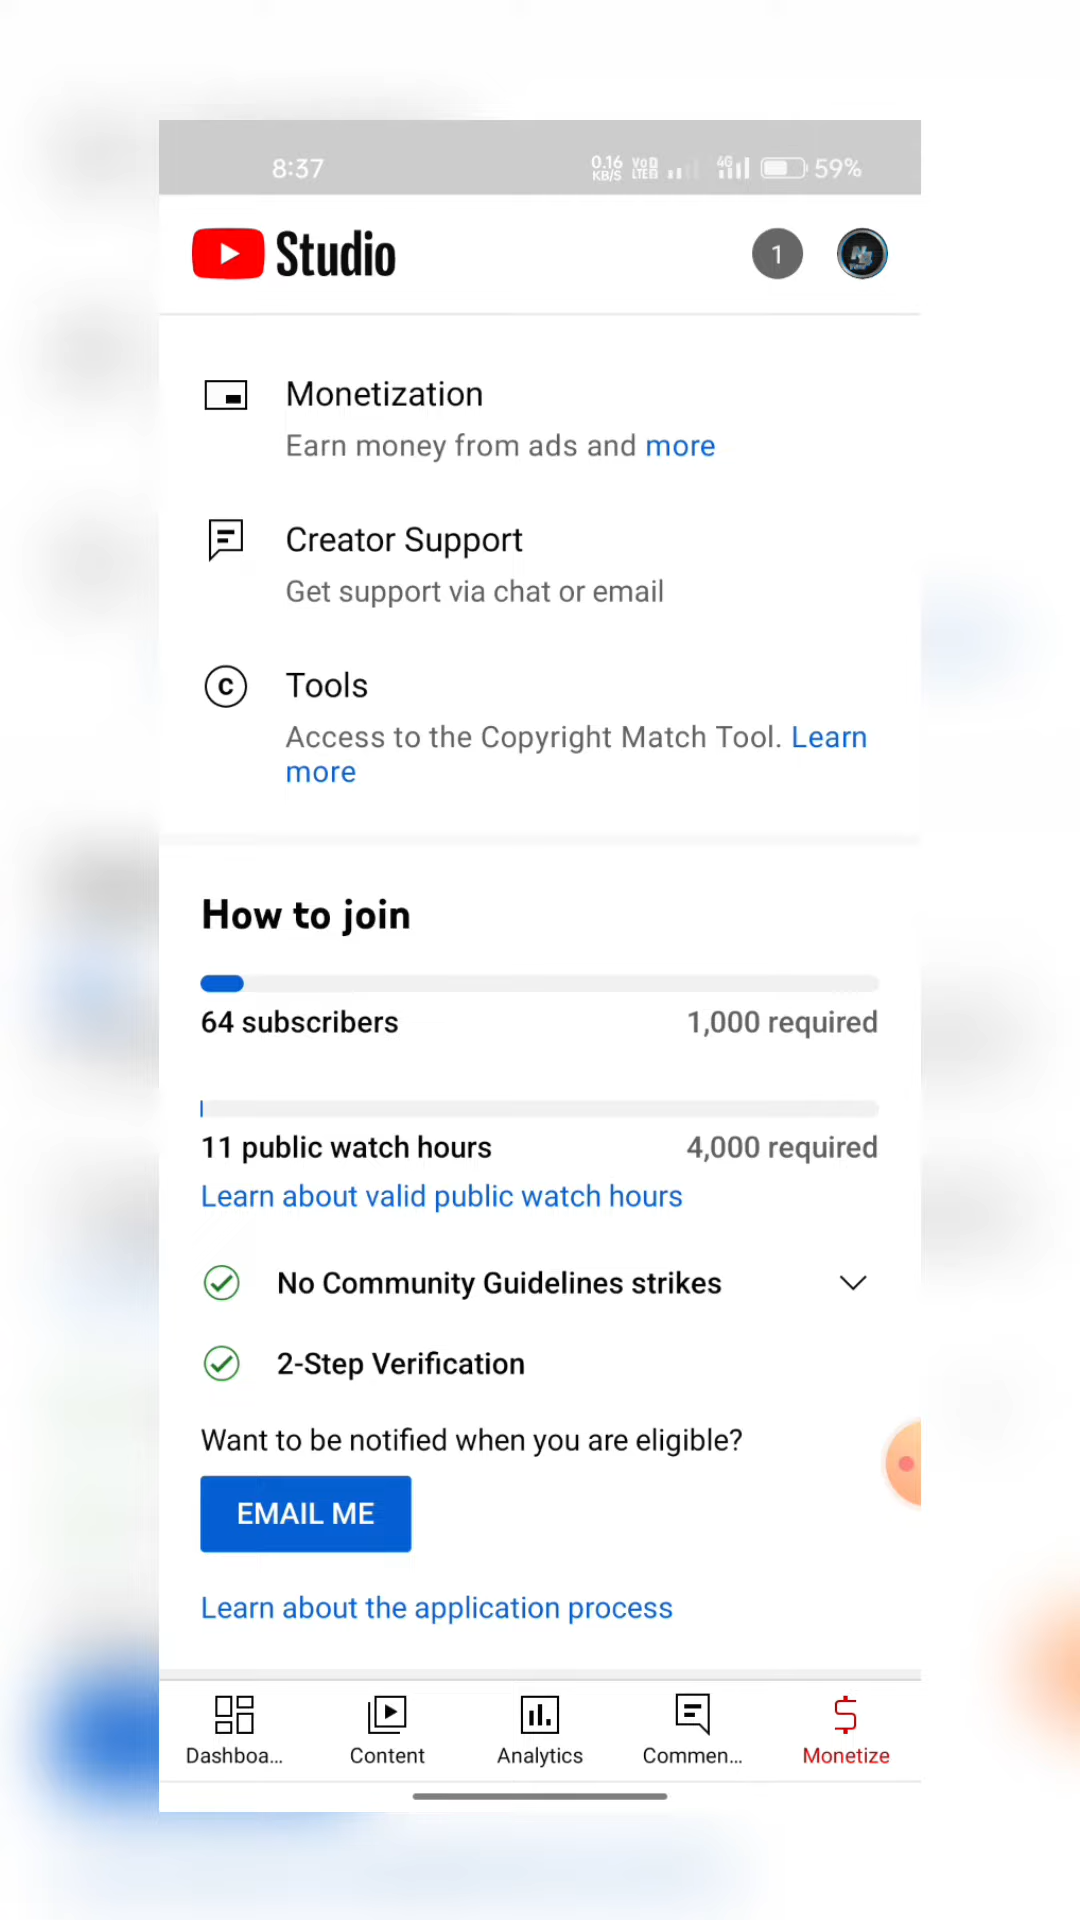 8:37
0.16 KB/S VoD LTE 4G 59%
Studio
1
Monetization
Earn money from ads and more
Creator Support
Get support via chat or email
C
Tools
Access to the Copyright Match Tool. Learn
more
How to join
64 subscribers 1,000 required
11 public watch hours 4,000 required
Learn about valid public watch hours
No Community Guidelines strikes
2-Step Verification
Want to be notified when you are eligible?
EMAIL ME
Learn about the application process
Dashboa... Content Analytics Commen... Monetize